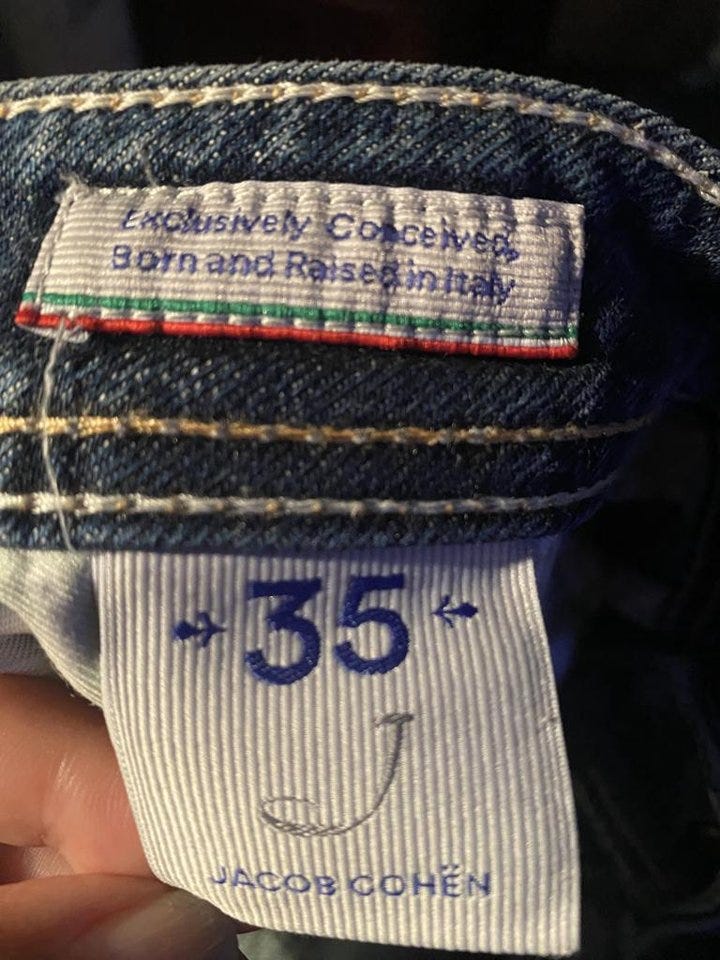 Exclusively Conceived,
Born and Raised in Italy
35
J
JACOB COHËN